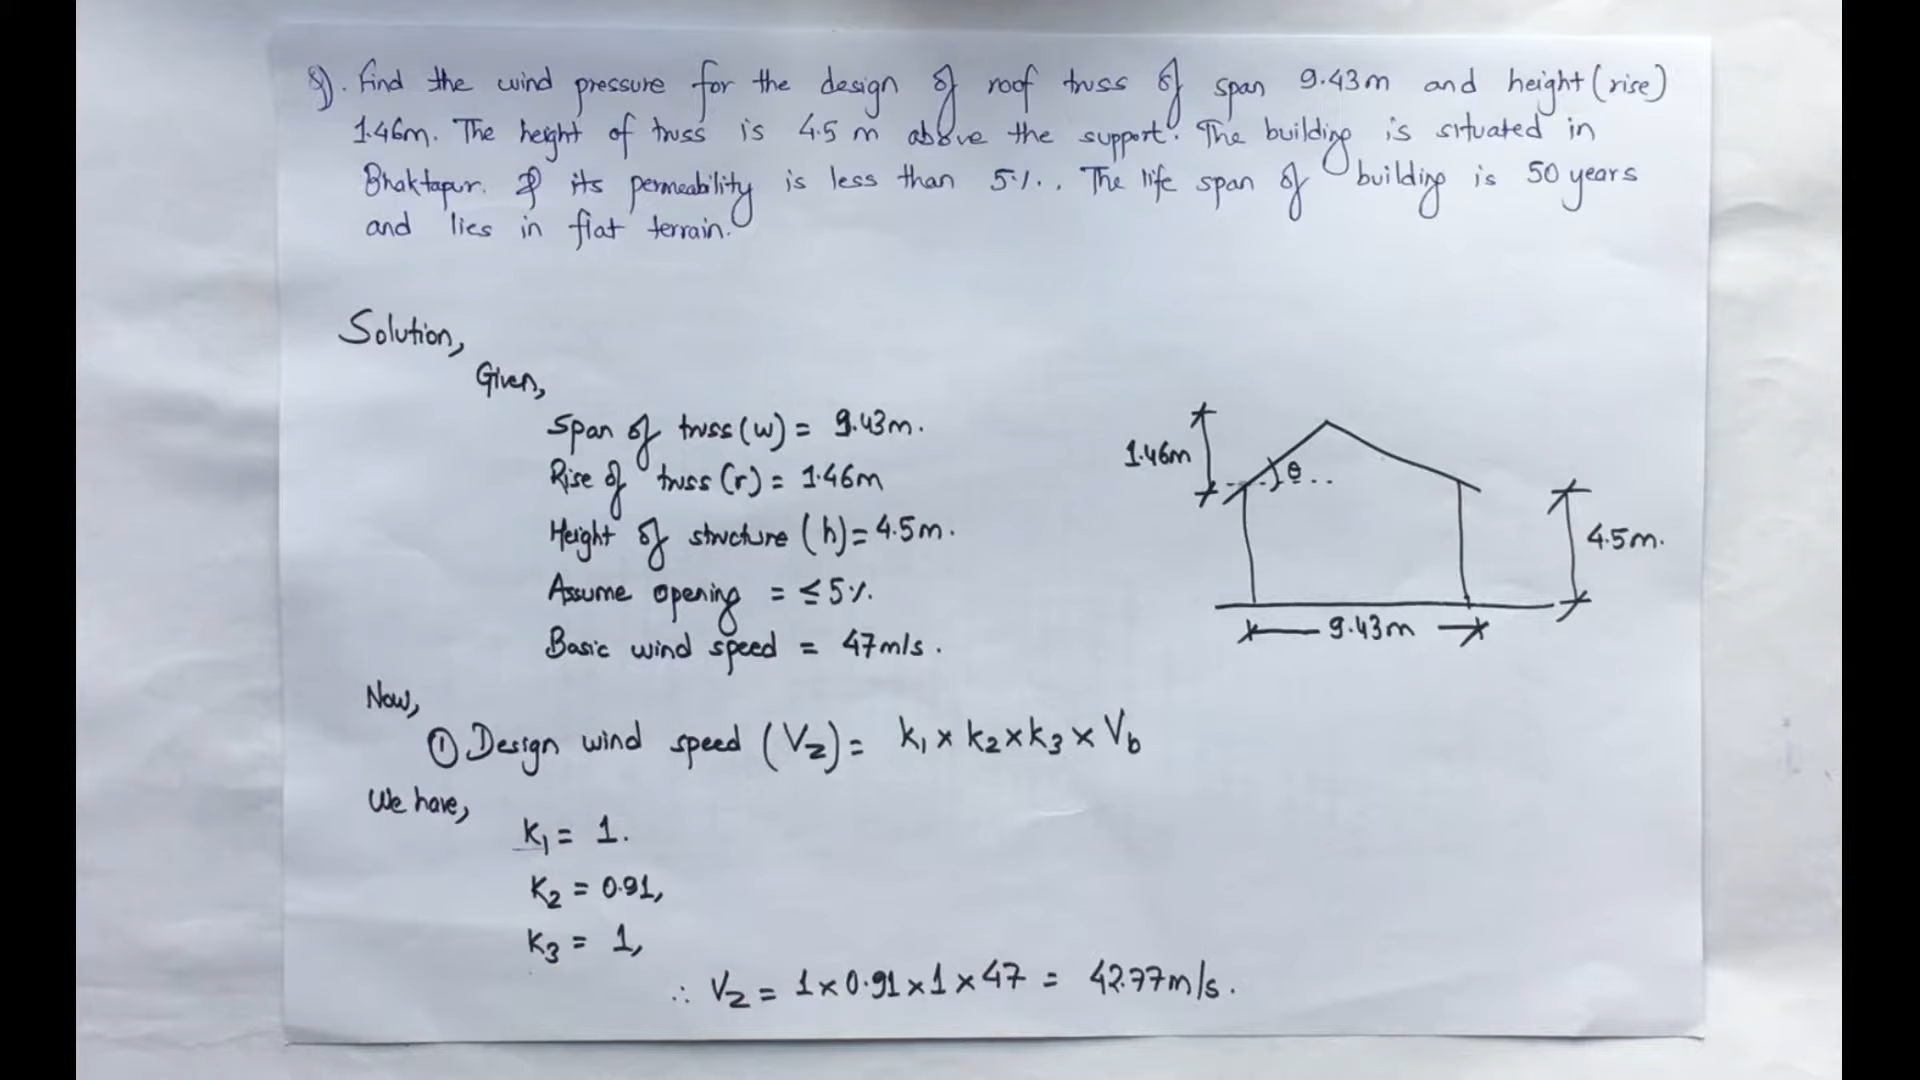 Q). Find the wind pressure for the design of roof truss of span 9.43m and height (rise)
1.46m. The height of truss is 4.5 m above the support. The building is situated in
Bhaktapur. & its permeability is less than 5%. The life span of building is 50 years
and lies in flat terrain.
Solution,
Given,
Span of truss (w) = 9.43m.
Rise of truss (r) = 1.46m
Height of structure (h) = 4.5m.
Assume opening = ≤ 5%.
Basic wind speed = 47m/s.
1.46m
θ
4.5m.
9.43m
Now,
① Design wind speed (Vz) = k1 x k2 x k3 x Vb
We have,
K1 = 1.
K2 = 0.91,
K3 = 1,
∴ Vz = 1 x 0.91 x 1 x 47 = 42.77m/s.